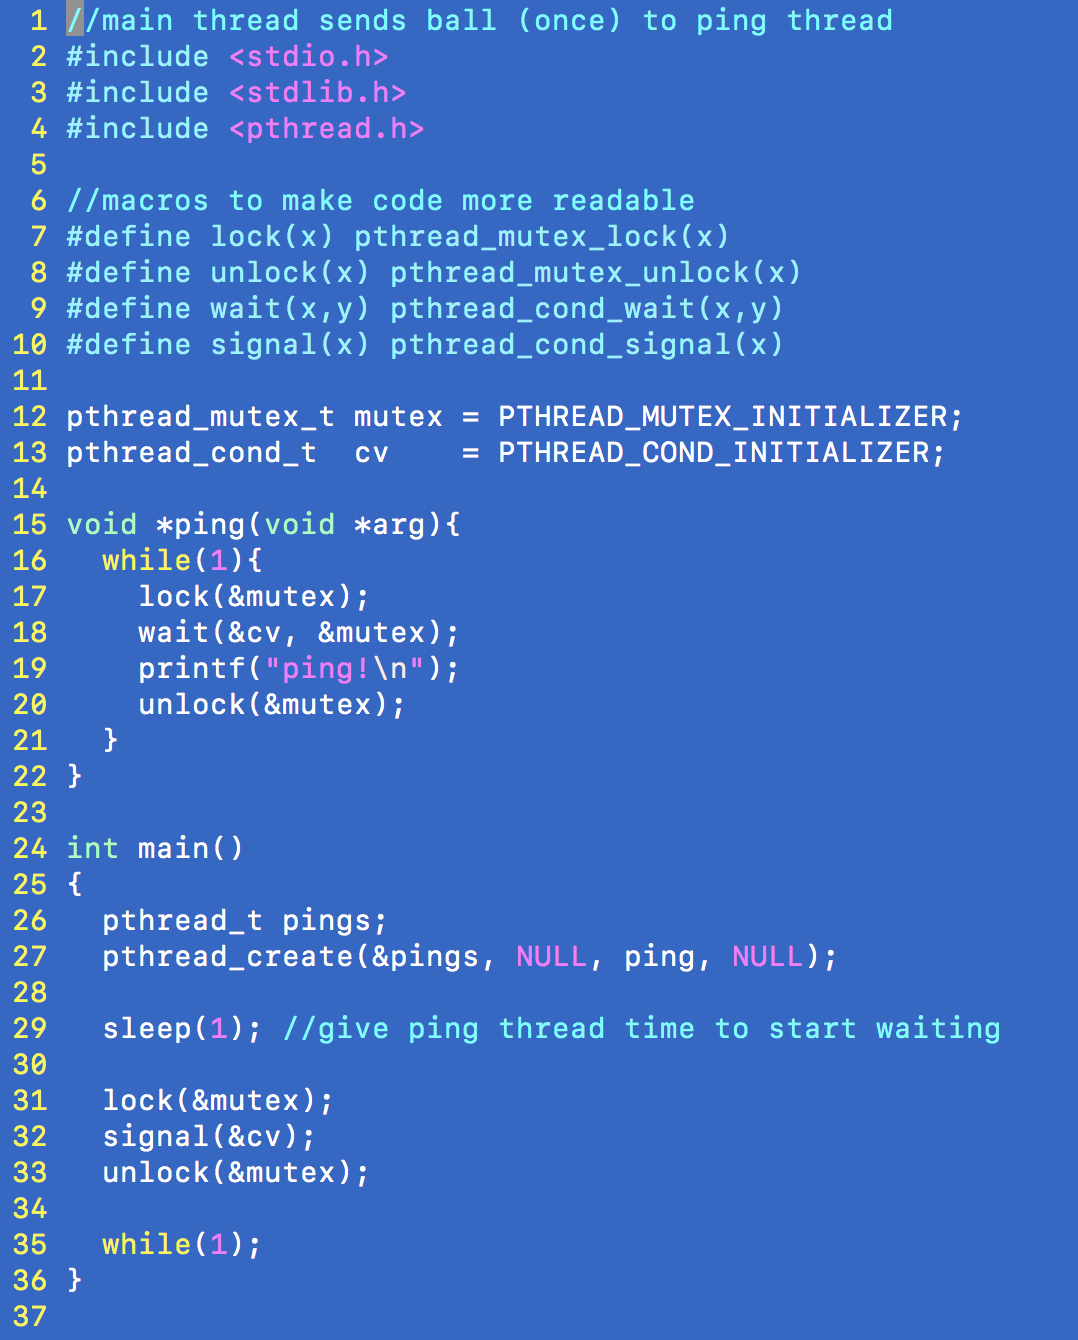 1 //main thread sends ball (once) to ping thread
2 #include <stdio.h>
3 #include <stdlib.h>
4 #include <pthread.h>
5
6 //macros to make code more readable
7 #define lock(x) pthread_mutex_lock(x)
8 #define unlock(x) pthread_mutex_unlock(x)
9 #define wait(x,y) pthread_cond_wait(x,y)
10 #define signal(x) pthread_cond_signal(x)
11
12 pthread_mutex_t mutex = PTHREAD_MUTEX_INITIALIZER;
13 pthread_cond_t  cv    = PTHREAD_COND_INITIALIZER;
14
15 void *ping(void *arg){
16   while(1){
17     lock(&mutex);
18     wait(&cv, &mutex);
19     printf("ping!\n");
20     unlock(&mutex);
21   }
22 }
23
24 int main()
25 {
26   pthread_t pings;
27   pthread_create(&pings, NULL, ping, NULL);
28
29   sleep(1); //give ping thread time to start waiting
30
31   lock(&mutex);
32   signal(&cv);
33   unlock(&mutex);
34
35   while(1);
36 }
37